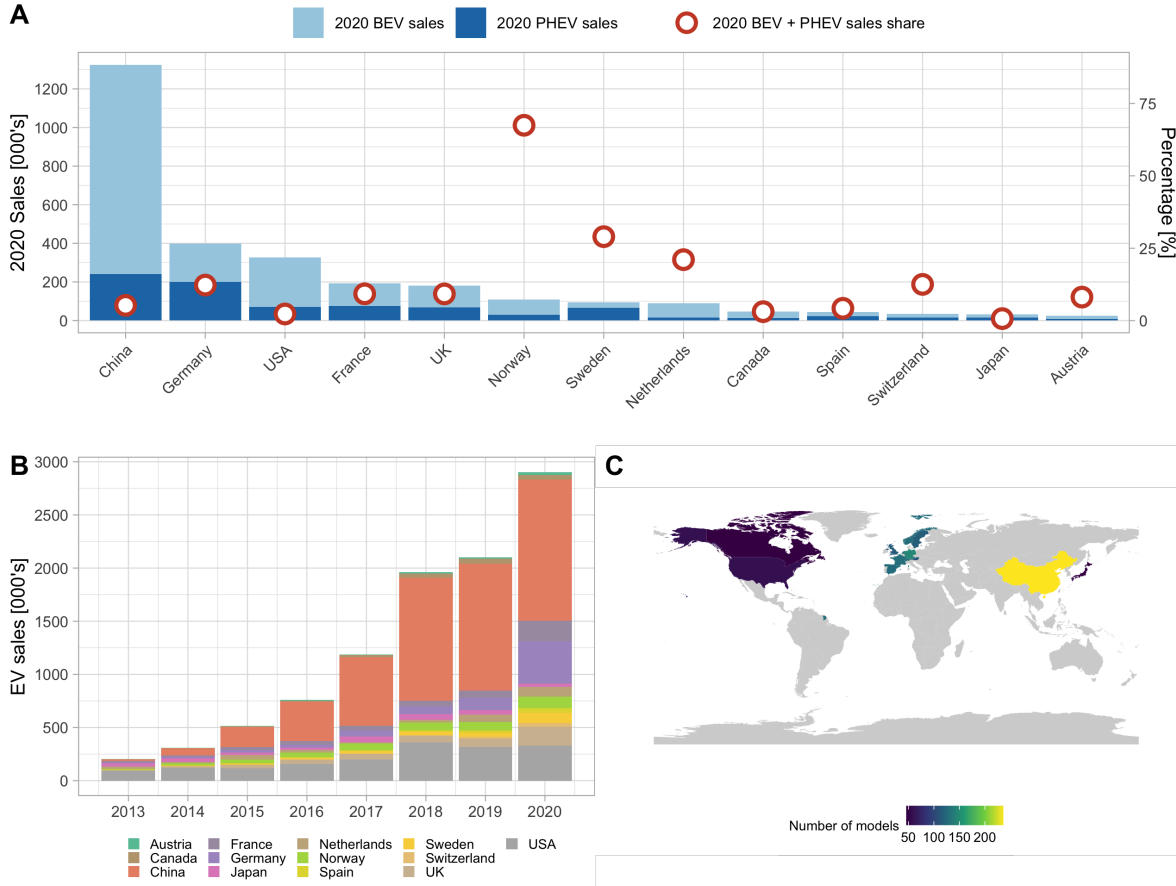 A
2020 BEV sales 2020 PHEV sales 2020 BEV + PHEV sales share
2020 Sales [000's]
1200
1000
800
600
400
200
0
75
50
25
0
Percentage [%]
China Germany USA France UK Norway Sweden Netherlands Canada Spain Switzerland Japan Austria
B
EV sales [000's]
3000
2500
2000
1500
1000
500
0
2013 2014 2015 2016 2017 2018 2019 2020
Austria France Netherlands Sweden USA
Canada Germany Norway Switzerland
China Japan Spain UK
C
Number of models
50 100 150 200